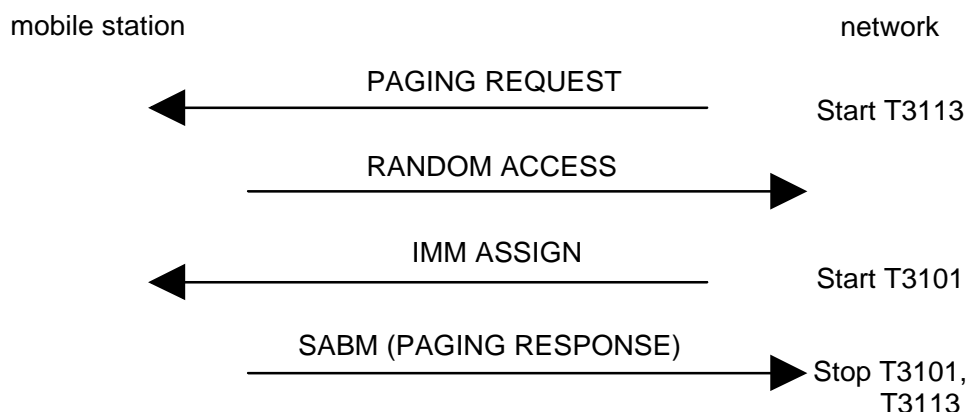 mobile station
network
PAGING REQUEST
Start T3113
RANDOM ACCESS
IMM ASSIGN
Start T3101
SABM (PAGING RESPONSE)
Stop T3101,
T3113